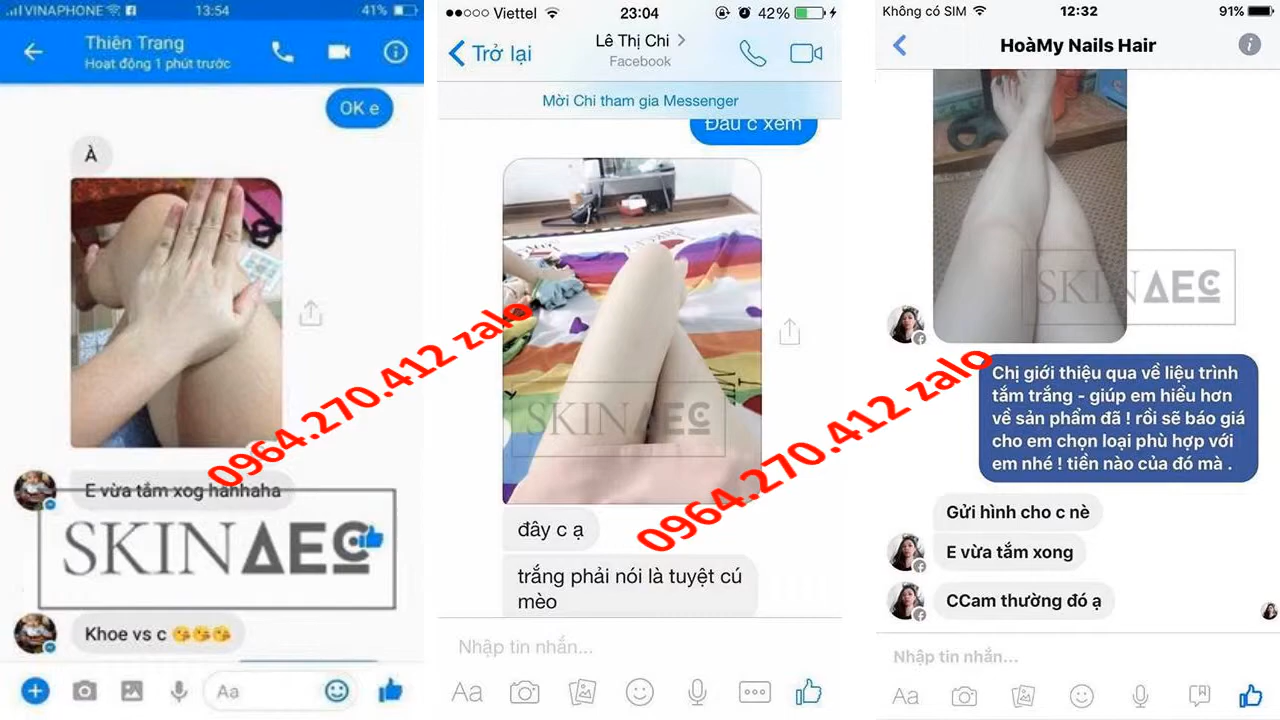 VINAPHONE
13:54
41%
Thiên Trang
Hoạt động 1 phút trước
OK e
À
E vừa tắm xog hahhaha
SKINAEC
Khoe vs c
Aa
Viettel
23:04
42%
Trở lại
Lê Thị Chi
Facebook
Mời Chi tham gia Messenger
Đâu c xem
SKINAEC
đây c ạ
trắng phải nói là tuyệt cú
mèo
Nhập tin nhắn...
Aa
Không có SIM
12:32
91%
HoàMy Nails Hair
SKINAEC
Chị giới thiệu qua về liệu trình
tắm trắng - giúp em hiểu hơn
về sản phẩm đã ! rồi sẽ báo giá
cho em chọn loại phù hợp với
em nhé ! tiền nào của đó mà .
Gửi hình cho c nè
E vừa tắm xong
CCam thường đó ạ
Nhập tin nhắn...
Aa
0964.270.412 zalo
0964.270.412 zalo